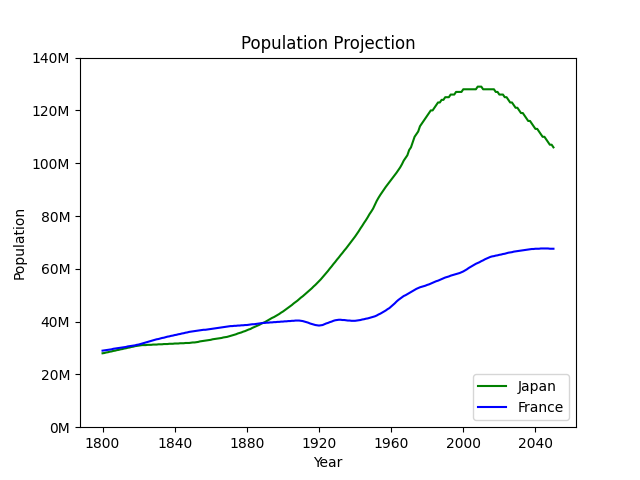 Population Projection
140M
120M
100M
80M
60M
40M
20M
0M
Population
1800 1840 1880 1920 1960 2000 2040
Year
Japan
France